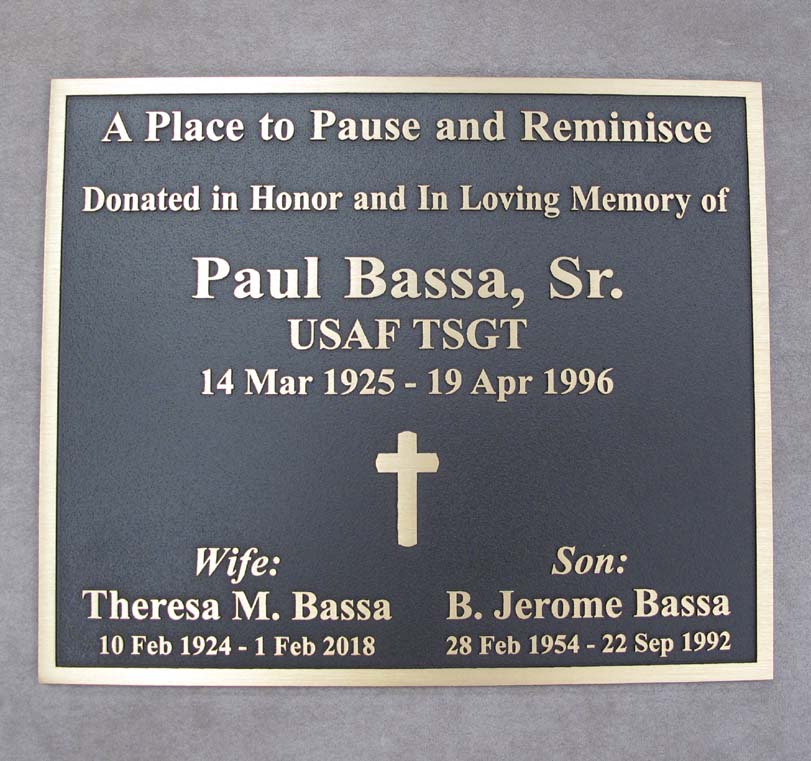 A Place to Pause and Reminisce
Donated in Honor and In Loving Memory of
Paul Bassa, Sr.
USAF TSGT
14 Mar 1925 - 19 Apr 1996
Wife:
Theresa M. Bassa
10 Feb 1924 - 1 Feb 2018
Son:
B. Jerome Bassa
28 Feb 1954 - 22 Sep 1992